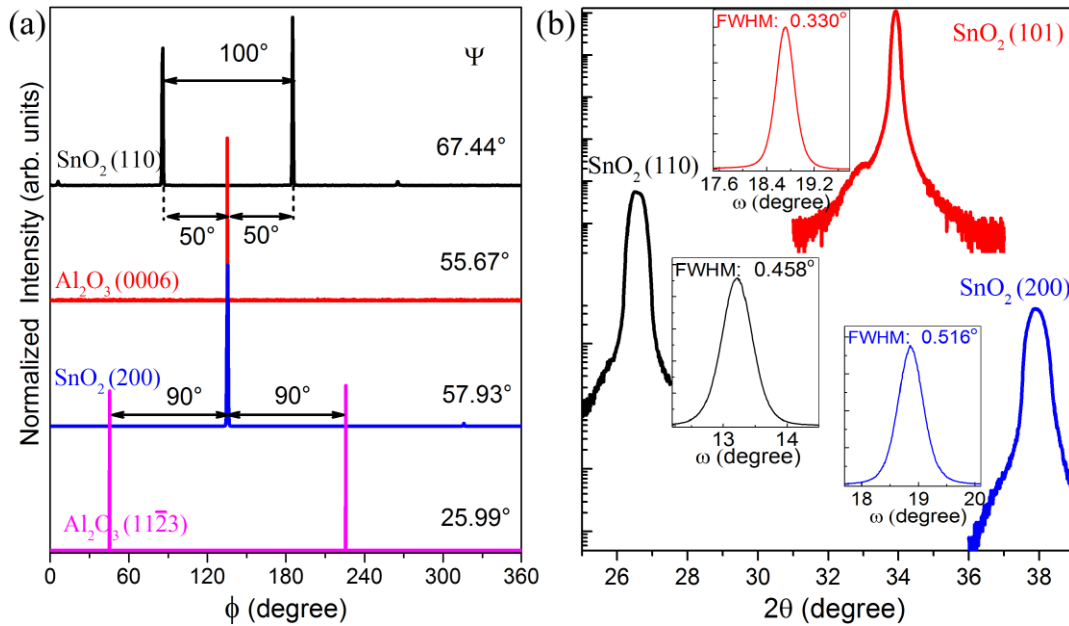 (a)
Normalized Intensity (arb. units)
Ψ
100°
SnO₂(110)
67.44°
50°
50°
55.67°
Al₂O₃(0006)
SnO₂(200)
90°
90°
57.93°
Al₂O₃(112̅3)
25.99°
0
60
120
180
240
300
360
ϕ (degree)
(b)
FWHM: 0.330°
17.6
18.4
19.2
ω (degree)
SnO₂(101)
SnO₂(110)
FWHM: 0.458°
13
14
ω (degree)
SnO₂(200)
FWHM: 0.516°
18
19
20
ω (degree)
26
28
30
32
34
36
38
2θ (degree)